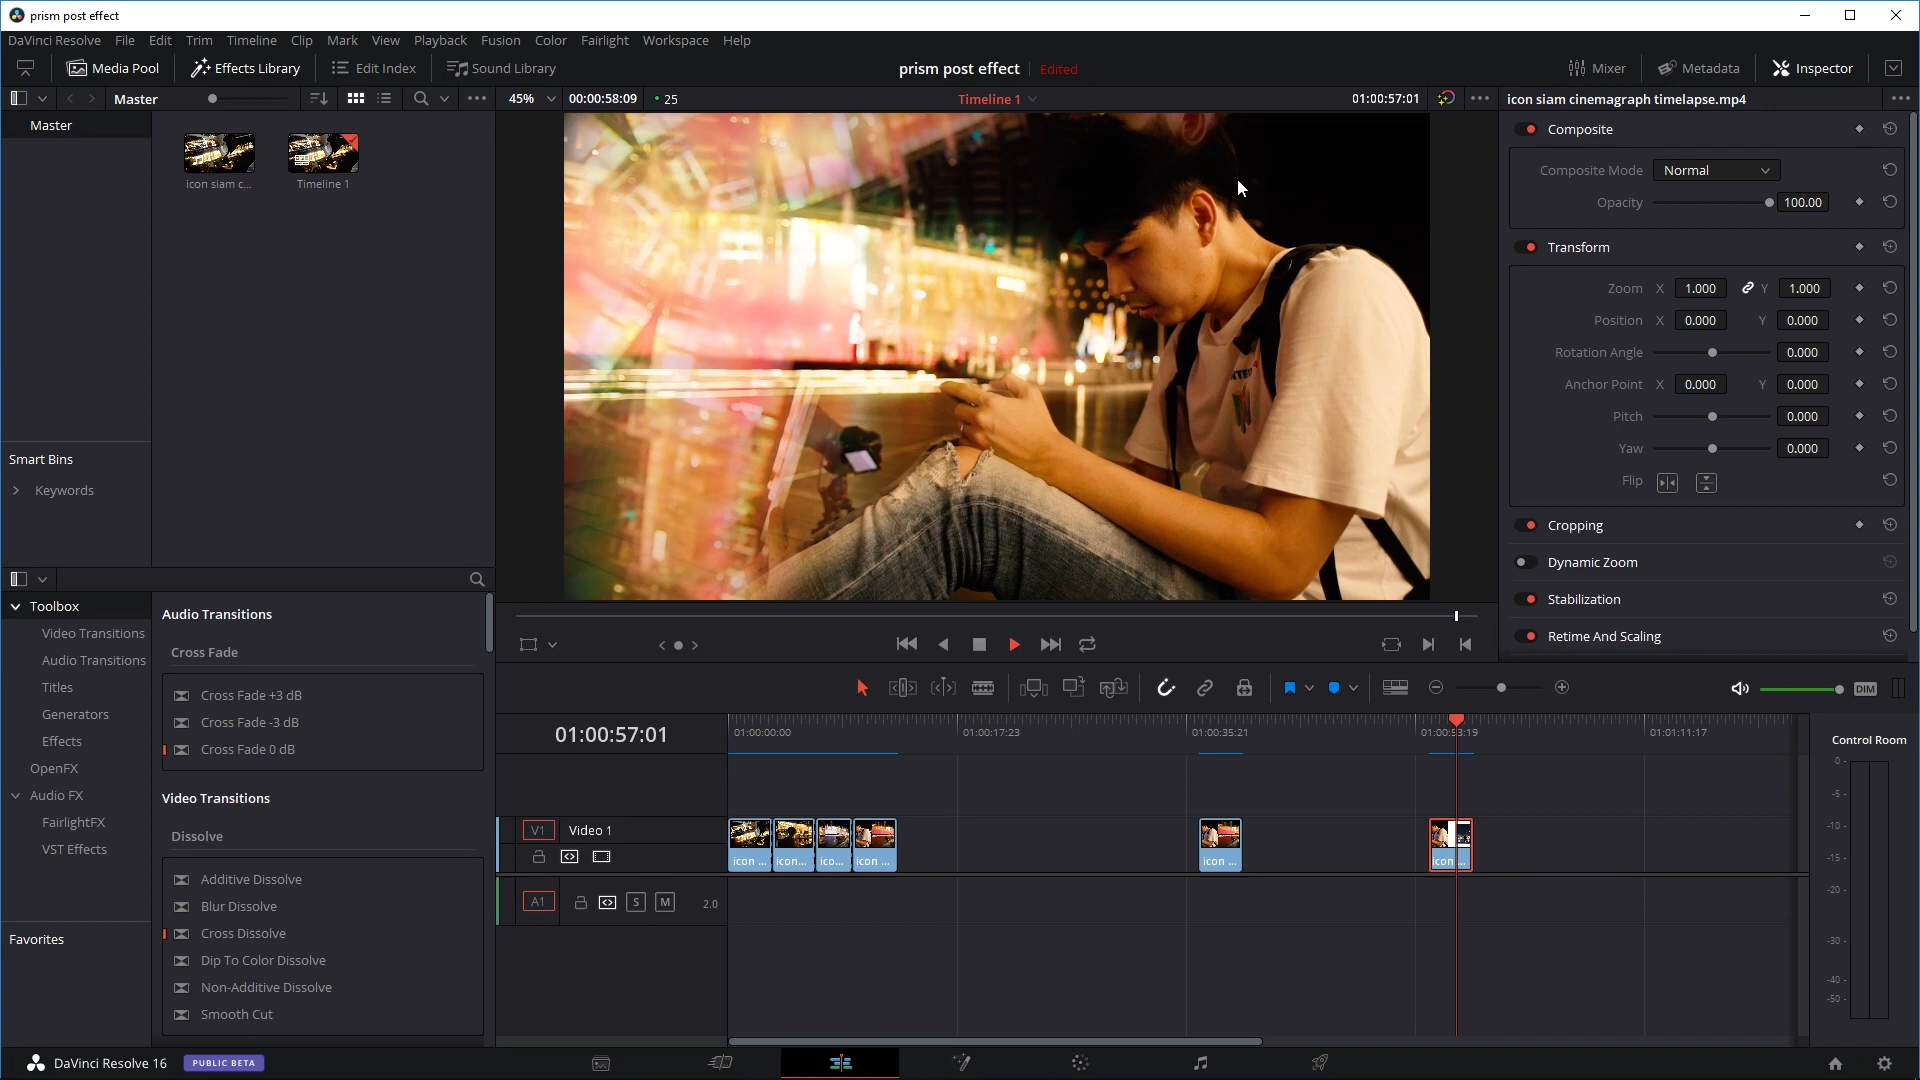 prism post effect
DaVinci Resolve File Edit Trim Timeline Clip Mark View Playback Fusion Color Fairlight Workspace Help
Media Pool Effects Library Edit Index Sound Library prism post effect Edited Mixer Metadata Inspector
Master 45% 00:00:58:09 25 Timeline 1 01:00:57:01 icon siam cinemagraph timelapse.mp4
Master
icon siam c... Timeline 1
Smart Bins
Keywords
Composite
Composite Mode Normal
Opacity 100.00
Transform
Zoom X 1.000 Y 1.000
Position X 0.000 Y 0.000
Rotation Angle 0.000
Anchor Point X 0.000 Y 0.000
Pitch 0.000
Yaw 0.000
Flip
Cropping
Dynamic Zoom
Stabilization
Retime And Scaling
Toolbox
Video Transitions
Audio Transitions
Titles
Generators
Effects
OpenFX
Audio FX
FairlightFX
VST Effects
Favorites
Audio Transitions
Cross Fade
Cross Fade +3 dB
Cross Fade -3 dB
Cross Fade 0 dB
Video Transitions
Dissolve
Additive Dissolve
Blur Dissolve
Cross Dissolve
Dip To Color Dissolve
Non-Additive Dissolve
Smooth Cut
DIM
01:00:57:01 01:00:00:00 01:00:17:23 01:00:35:21 01:00:53:19 01:01:11:17
V1 Video 1
icon ... icon... ico... icon ... icon ... icon ...
A1 S M 2.0
Control Room
0
-5
-10
-15
-20
-30
-40
-50
DaVinci Resolve 16 PUBLIC BETA